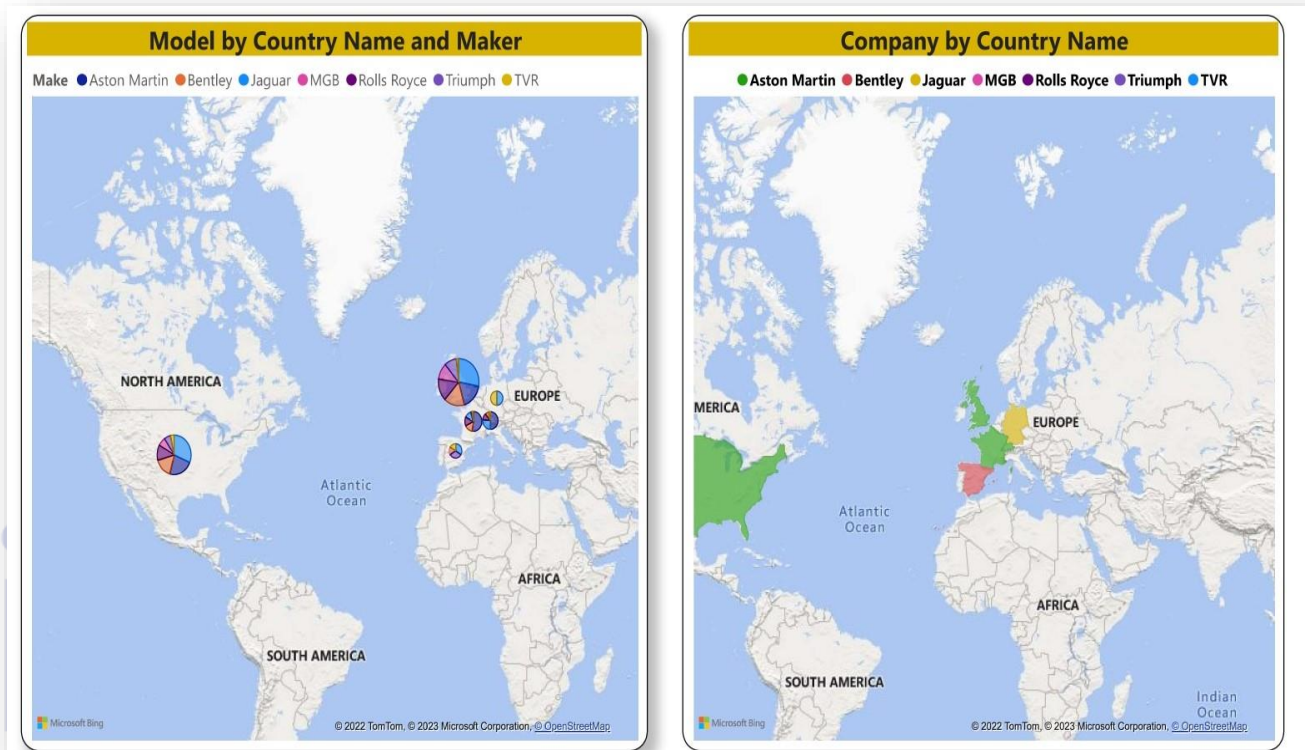 Model by Country Name and Maker
Make Aston Martin Bentley Jaguar MGB Rolls Royce Triumph TVR
NORTH AMERICA
EUROPE
Atlantic
Ocean
AFRICA
SOUTH AMERICA
Microsoft Bing
© 2022 TomTom, © 2023 Microsoft Corporation, © OpenStreetMap
Company by Country Name
Aston Martin Bentley Jaguar MGB Rolls Royce Triumph TVR
MERICA
EUROPE
Atlantic
Ocean
AFRICA
SOUTH AMERICA
Indian
Ocean
Microsoft Bing
© 2022 TomTom, © 2023 Microsoft Corporation, © OpenStreetMap